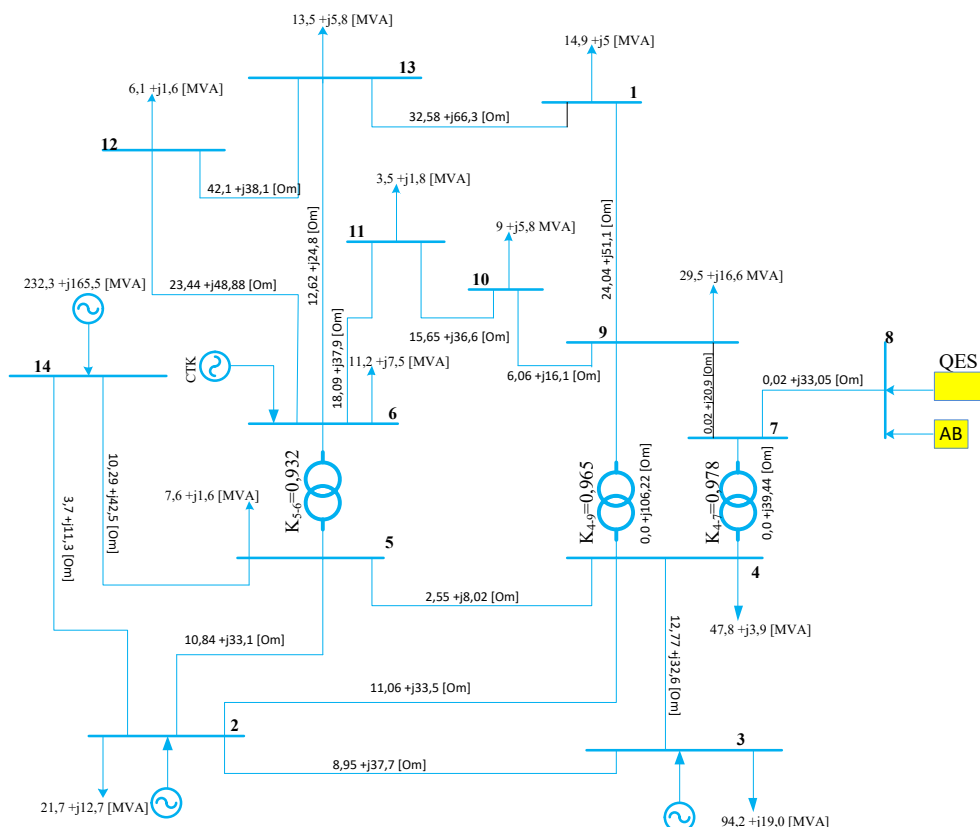 13,5 +j5,8 [MVA]
14,9 +j5 [MVA]
13
6,1 +j1,6 [MVA]
1
32,58 +j66,3 [Om]
12
42,1 +j38,1 [Om]
3,5 +j1,8 [MVA]
12,62 +j24,8 [Om]
24,04 +j51,1 [Om]
9 +j5,8 MVA]
11
10
232,3 +j165,5 [MVA]
23,44 +j48,88 [Om]
29,5 +j16,6 MVA]
15,65 +j36,6 [Om]
9
8
14
CTK
18,09 +j37,9 [Om]
11,2 +j7,5 [MVA]
6,06 +j16,1 [Om]
0,02 +j20,9 [Om]
QES
0,02 +j33,05 [Om]
6
7
AB
K5-6=0,932
K4-9=0,965
0,0 +j106,22 [Om]
K4-7=0,978
0,0 +j39,44 [Om]
10,29 +j42,5 [Om]
7,6 +j1,6 [MVA]
3,7 +j11,3 [Om]
5
4
2,55 +j8,02 [Om]
47,8 +j3,9 [MVA]
10,84 +j33,1 [Om]
12,77 +j32,6 [Om]
11,06 +j33,5 [Om]
2
3
8,95 +j37,7 [Om]
21,7 +j12,7 [MVA]
94,2 +j19,0 [MVA]